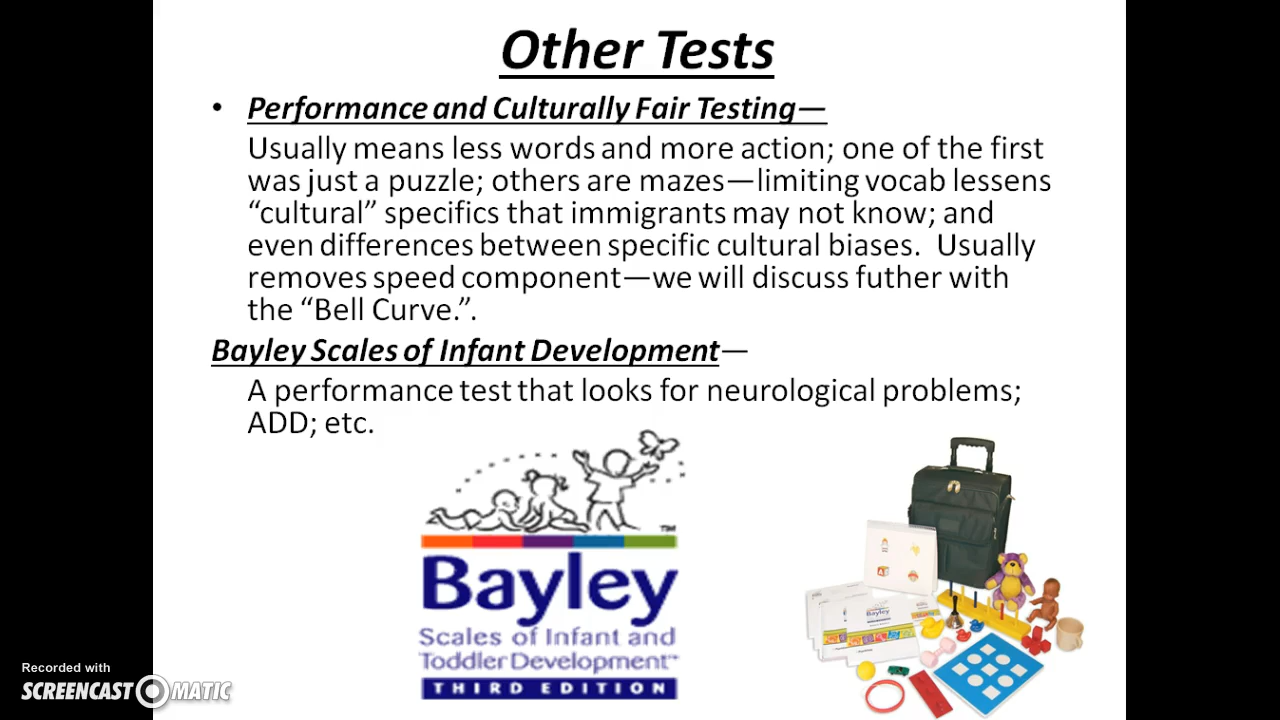 Other Tests
• Performance and Culturally Fair Testing—
Usually means less words and more action; one of the first
was just a puzzle; others are mazes—limiting vocab lessens
“cultural” specifics that immigrants may not know; and
even differences between specific cultural biases.  Usually
removes speed component—we will discuss futher with
the “Bell Curve.”.
Bayley Scales of Infant Development—
A performance test that looks for neurological problems;
ADD; etc.
TM
Bayley
Scales of Infant and
Toddler Development™
THIRD EDITION
Bayley
Recorded with
SCREENCAST MATIC